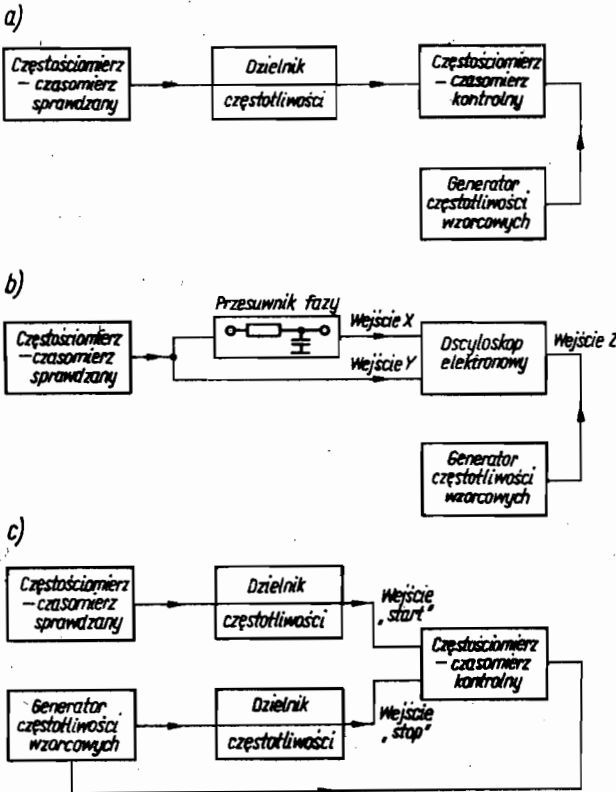 a)
Częstościomierz
– czasomierz
sprawdzany
Dzielnik
częstotliwości
Częstościomierz
– czasomierz
kontrolny
Generator
częstotliwości
wzorcowych
b)
Częstościomierz
– czasomierz
sprawdzany
Przesuwnik fazy
Wejście X
Wejście Y
Oscyloskop
elektronowy
Wejście Z
Generator
częstotliwości
wzorcowych
c)
Częstościomierz
– czasomierz
sprawdzany
Dzielnik
częstotliwości
Wejście
„start"
Częstościomierz
– czasomierz
kontrolny
Generator
częstotliwości
wzorcowych
Dzielnik
częstotliwości
Wejście
„stop"